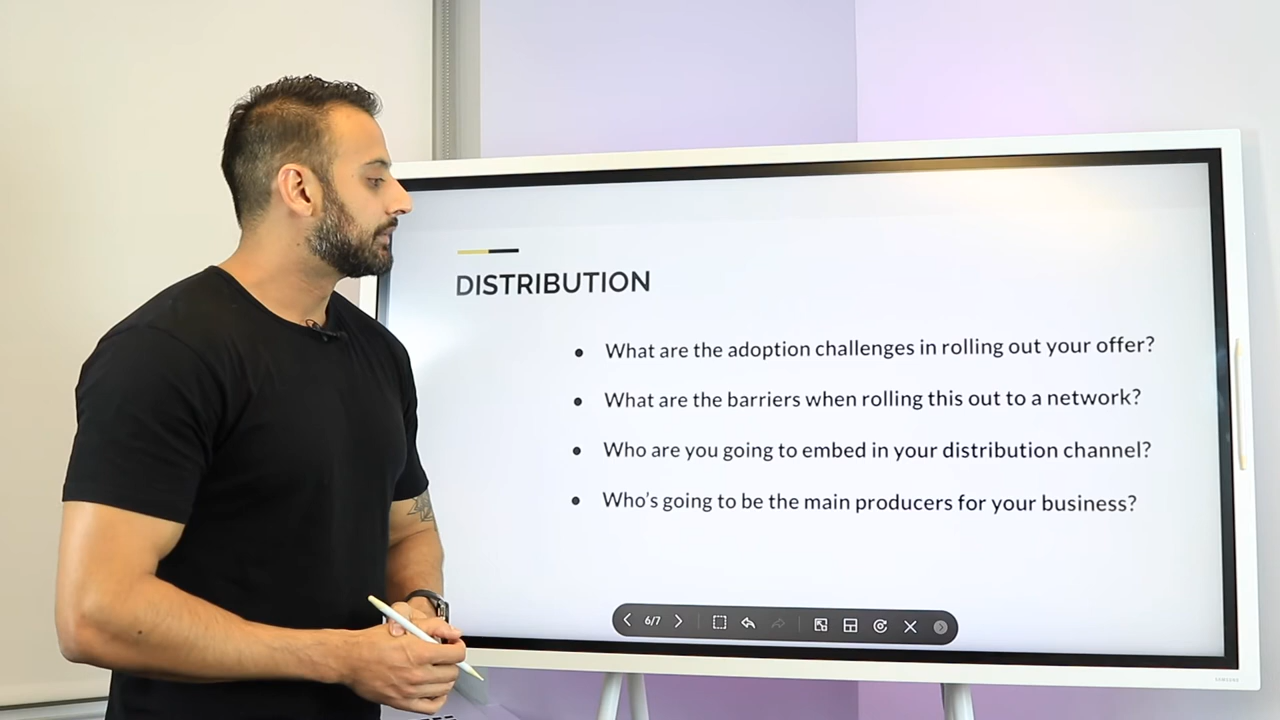 DISTRIBUTION
What are the adoption challenges in rolling out your offer?
What are the barriers when rolling this out to a network?
Who are you going to embed in your distribution channel?
Who's going to be the main producers for your business?
6/7
SAMSUNG